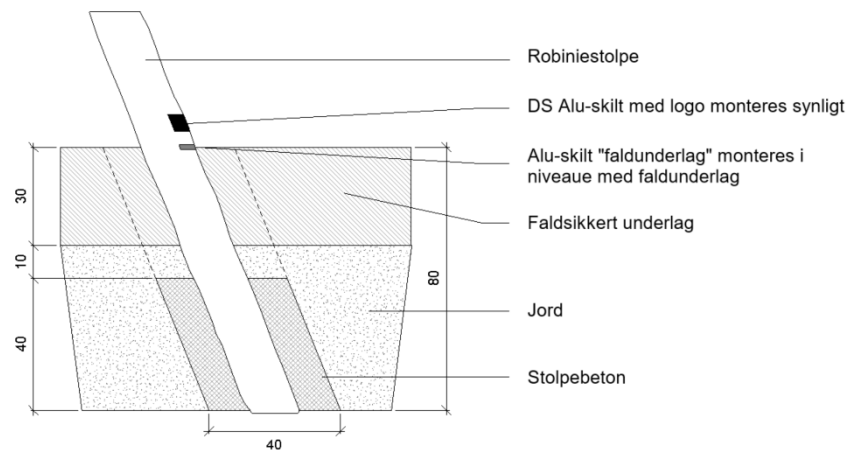 Robiniestolpe
DS Alu-skilt med logo monteres synligt
Alu-skilt "faldunderlag" monteres i
niveaue med faldunderlag
Faldsikkert underlag
Jord
Stolpebeton
30
10
40
80
40